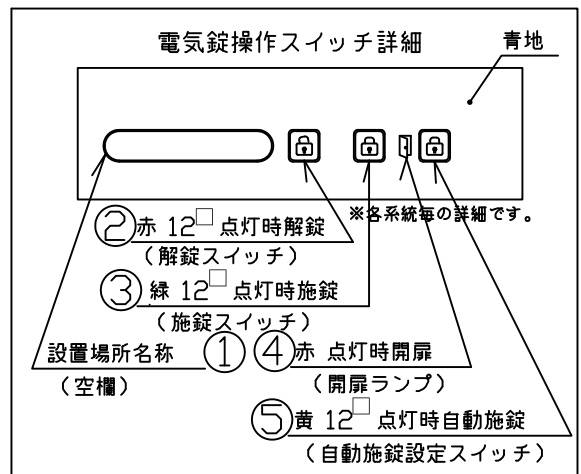 電気錠操作スイッチ詳細
青地
※各系統毎の詳細です。
②赤 12□ 点灯時解錠
（解錠スイッチ）
③緑 12□ 点灯時施錠
（施錠スイッチ）
設置場所名称 ①
（空欄）
④赤 点灯時開扉
（開扉ランプ）
⑤黄 12□ 点灯時自動施錠
（自動施錠設定スイッチ）